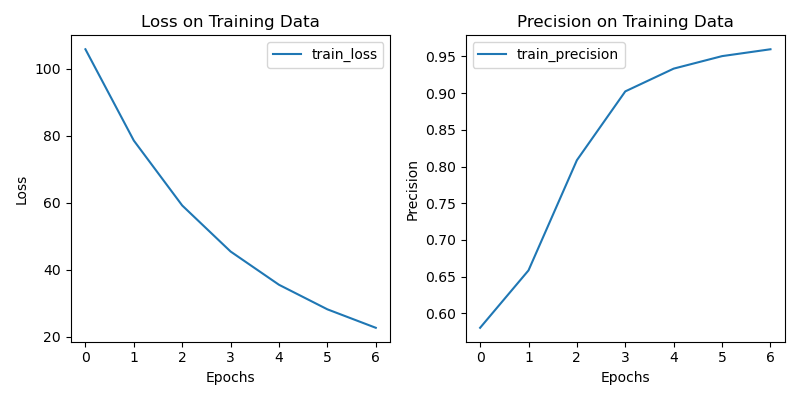 Loss on Training Data
train_loss
100
80
60
40
20
Loss
0 1 2 3 4 5 6
Epochs
Precision on Training Data
train_precision
0.95
0.90
0.85
0.80
0.75
0.70
0.65
0.60
Precision
0 1 2 3 4 5 6
Epochs